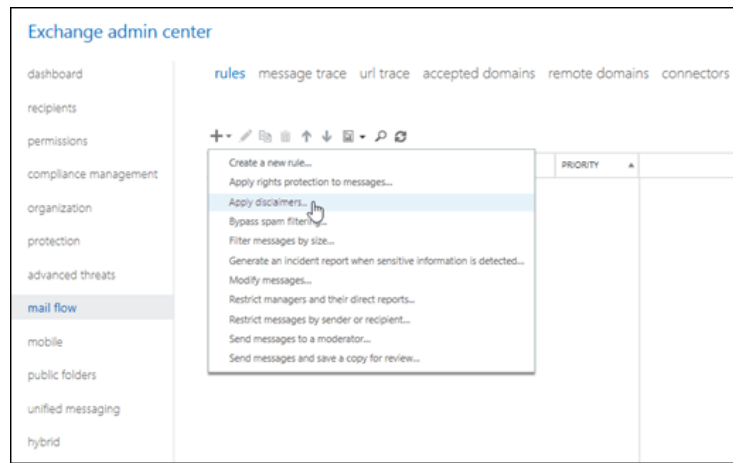 Exchange admin center
dashboard
recipients
permissions
compliance management
organization
protection
advanced threats
mail flow
mobile
public folders
unified messaging
hybrid
rules message trace url trace accepted domains remote domains connectors
PRIORITY
Create a new rule...
Apply rights protection to messages...
Apply disclaimers...
Bypass spam filtering...
Filter messages by size...
Generate an incident report when sensitive information is detected...
Modify messages...
Restrict managers and their direct reports...
Restrict messages by sender or recipient...
Send messages to a moderator...
Send messages and save a copy for review...